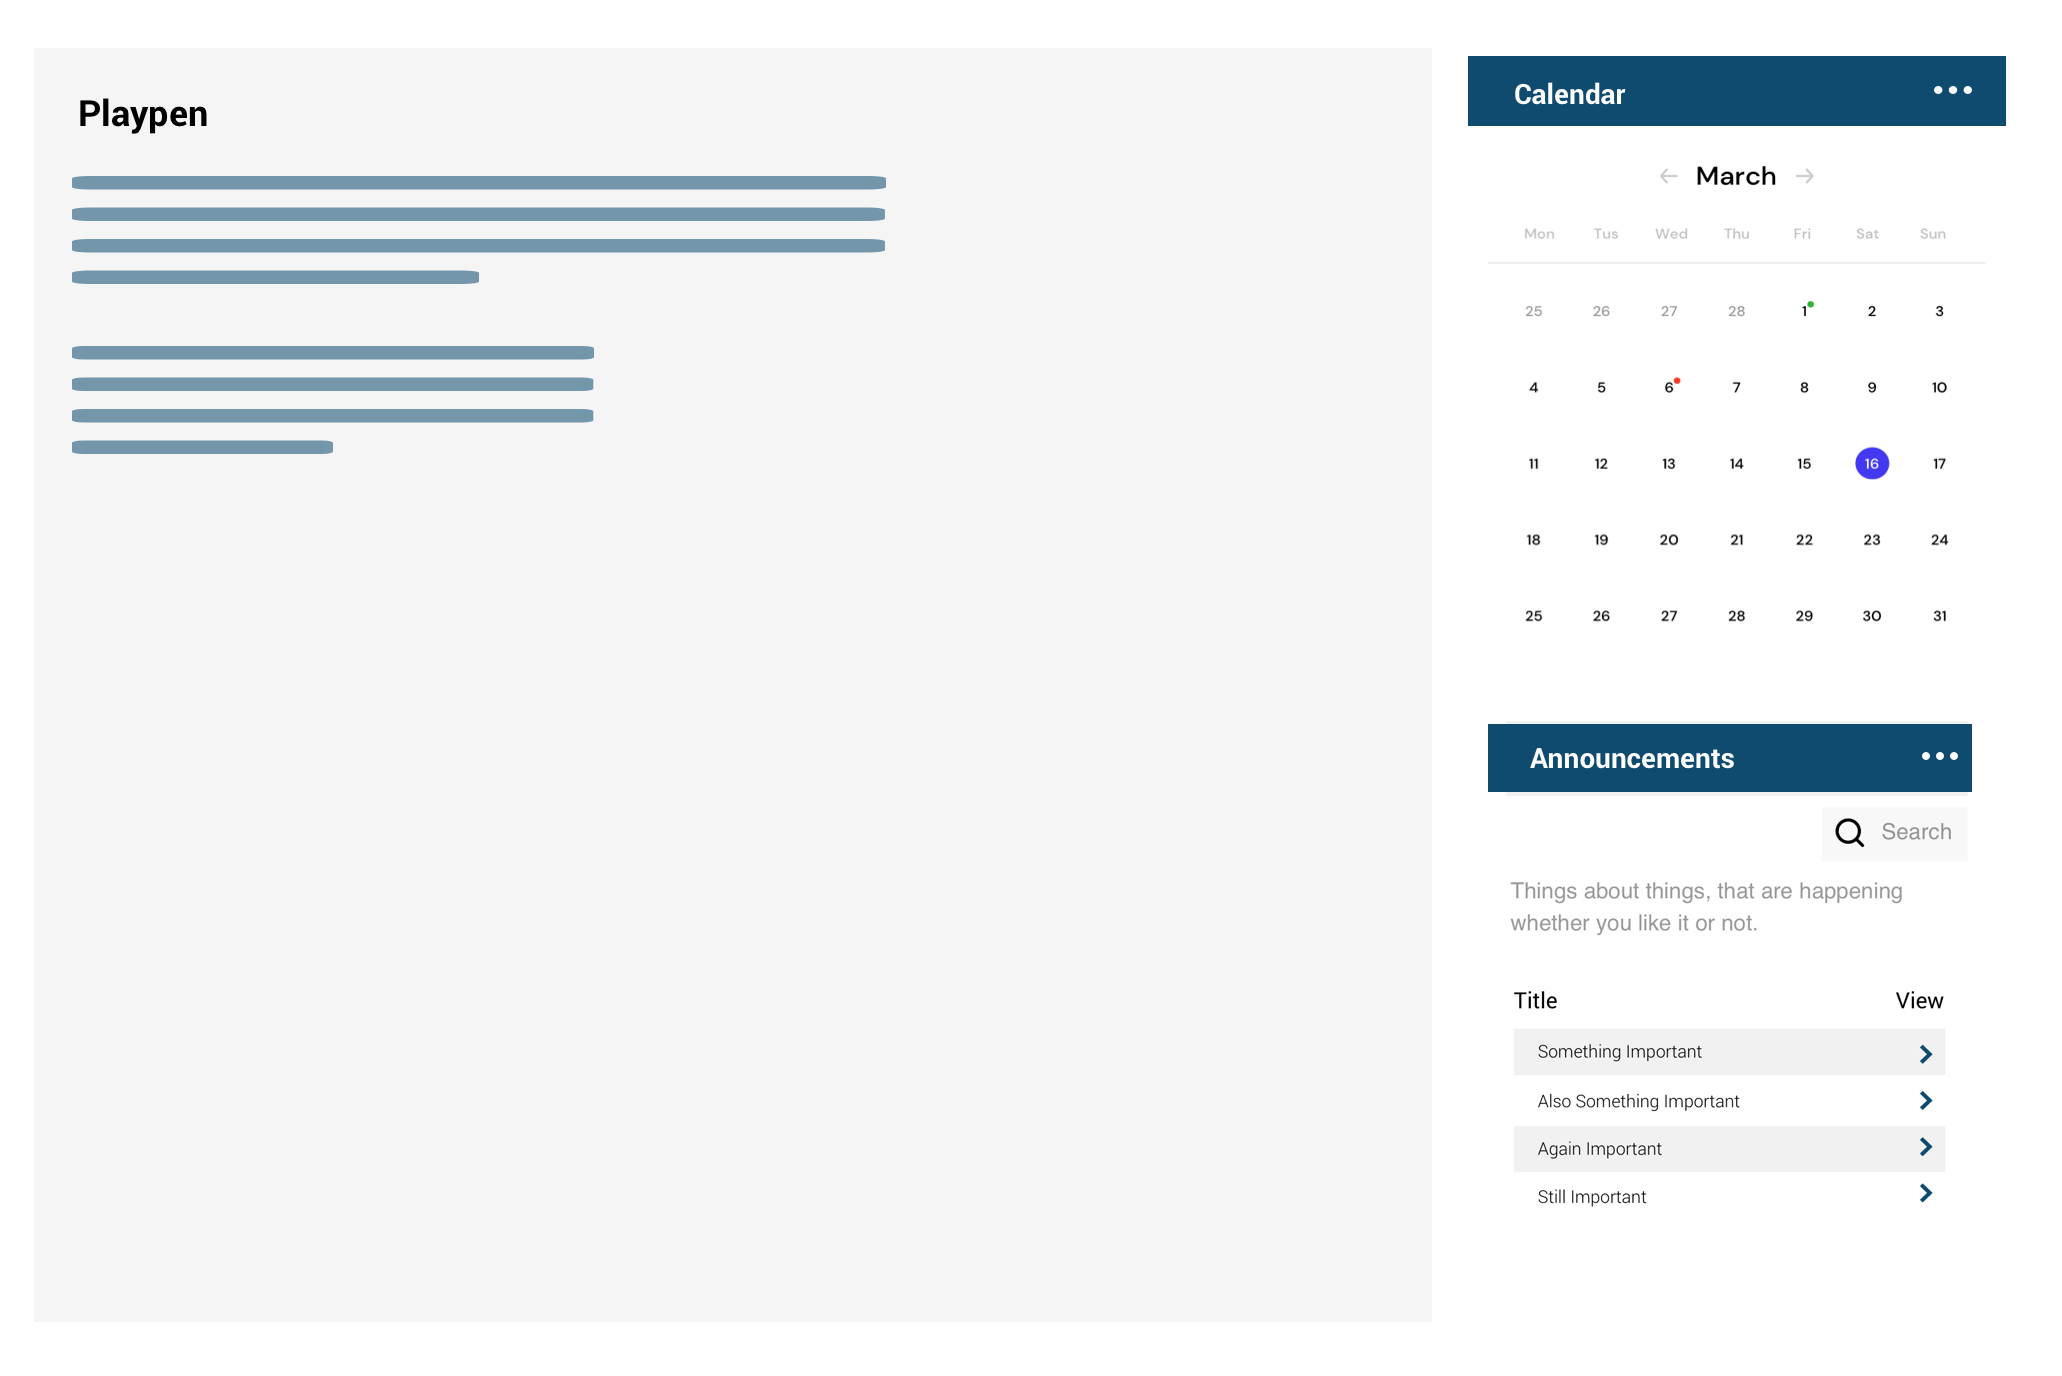 Playpen
Calendar
March
Mon Tus Wed Thu Fri Sat Sun
25 26 27 28 1 2 3
4 5 6 7 8 9 10
11 12 13 14 15 16 17
18 19 20 21 22 23 24
25 26 27 28 29 30 31
Announcements
Search
Things about things, that are happening
whether you like it or not.
Title View
Something Important
Also Something Important
Again Important
Still Important